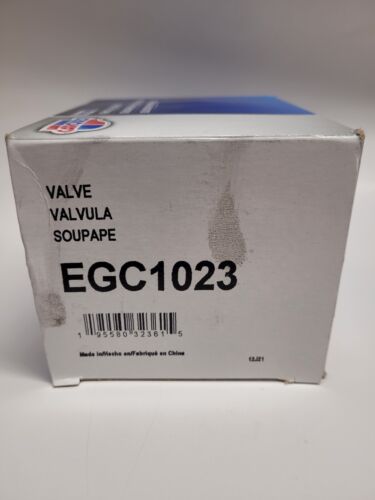 VALVE
VALVULA
SOUPAPE
EGC1023
1 95580 32361 5
Made in/Hecho en/Fabriqué en China
12J21